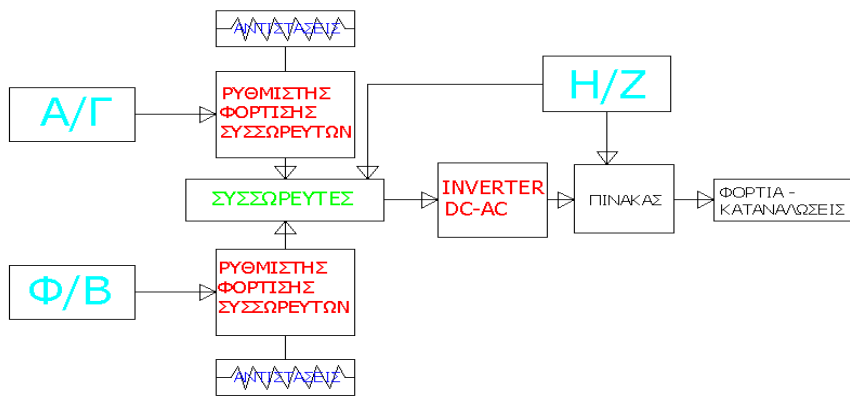 ΑΝΤΙΣΤΑΣΕΙΣ
Α/Γ
ΡΥΘΜΙΣΤΗΣ
ΦΟΡΤΙΣΗΣ
ΣΥΣΣΩΡΕΥΤΩΝ
Η/Ζ
ΣΥΣΣΩΡΕΥΤΕΣ
INVERTER
DC-AC
ΠΙΝΑΚΑΣ
ΦΟΡΤΙΑ -
ΚΑΤΑΝΑΛΩΣΕΙΣ
Φ/Β
ΡΥΘΜΙΣΤΗΣ
ΦΟΡΤΙΣΗΣ
ΣΥΣΣΩΡΕΥΤΩΝ
ΑΝΤΙΣΤΑΣΕΙΣ